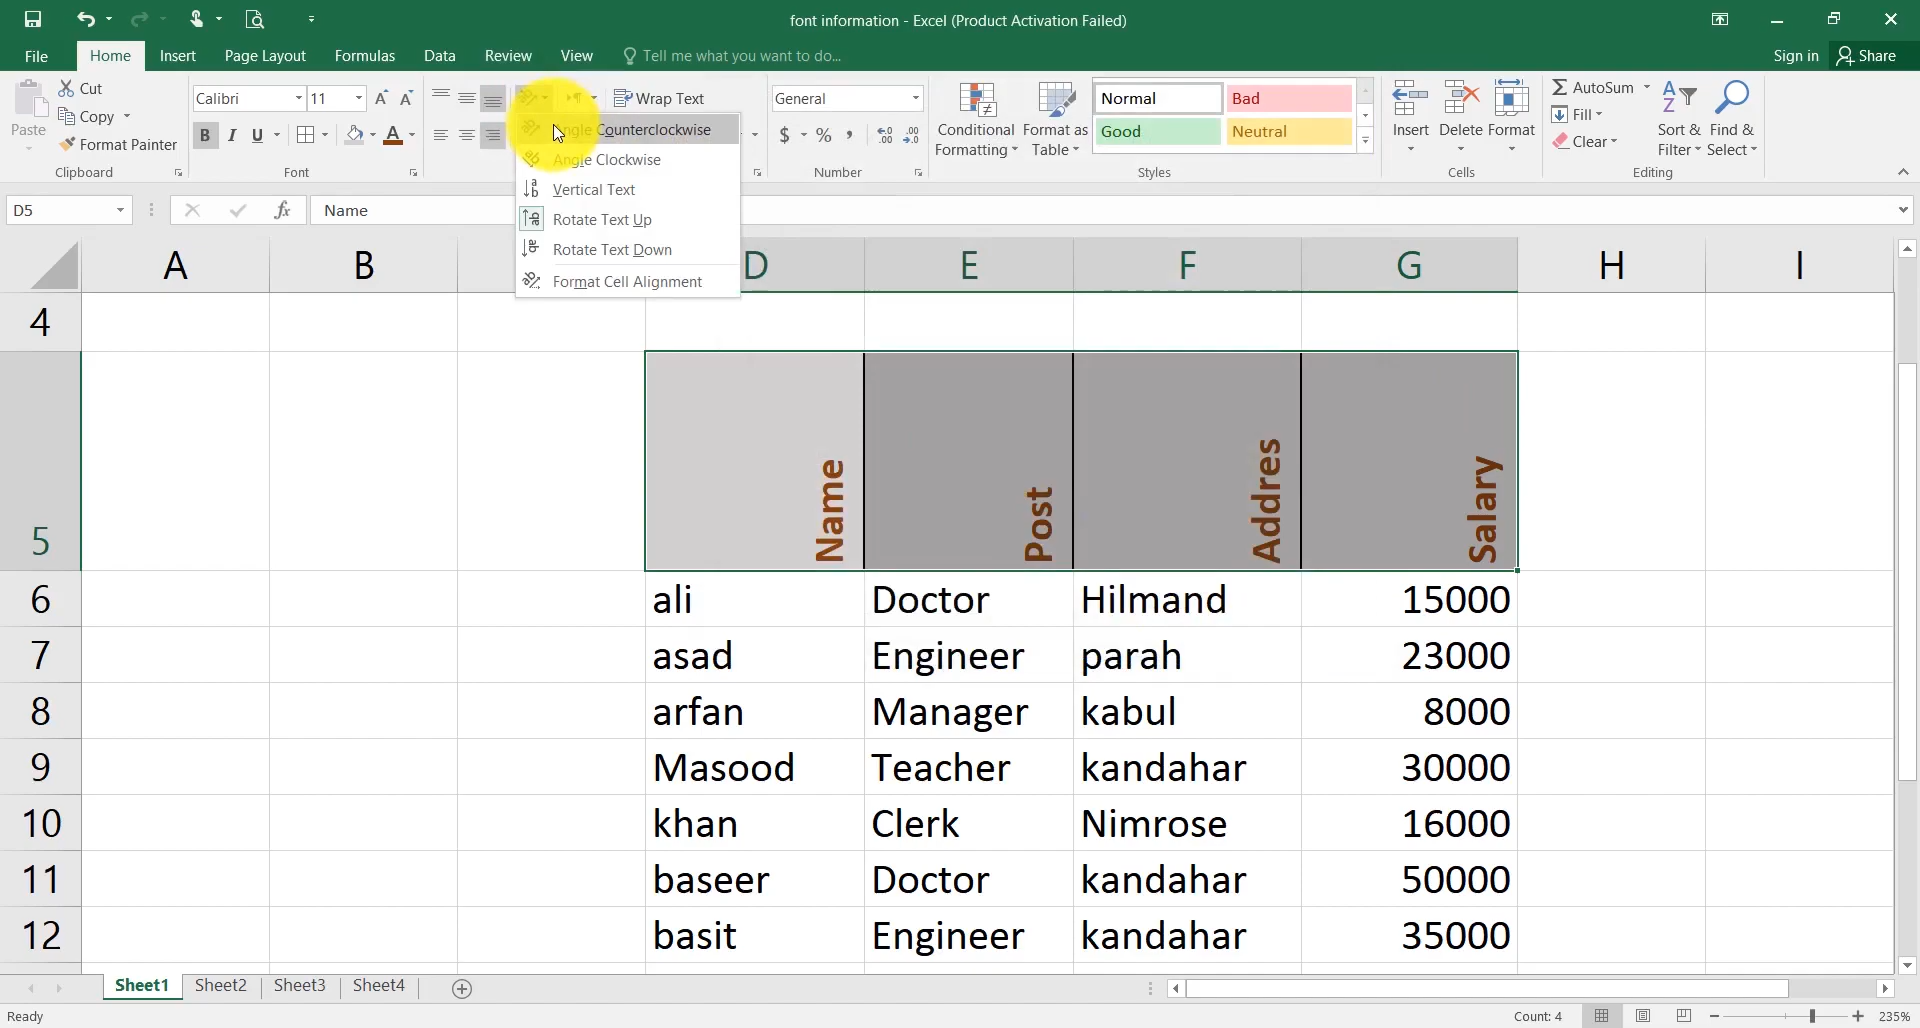 font information - Excel (Product Activation Failed)
File Home Insert Page Layout Formulas Data Review View Tell me what you want to do... Sign in Share
Paste Cut Copy Format Painter Clipboard
Calibri 11 B I U A Font
Wrap Text
Angle Counterclockwise
Angle Clockwise
Vertical Text
Rotate Text Up
Rotate Text Down
Format Cell Alignment
General $ % , Number
Conditional Formatting Format as Table
Normal Bad
Good Neutral
Styles
Insert Delete Format Cells
AutoSum Fill Clear Sort & Filter Find & Select Editing
D5 fx Name
A B D E F G H I
4
5 Name Post Addres Salary
6 ali Doctor Hilmand 15000
7 asad Engineer parah 23000
8 arfan Manager kabul 8000
9 Masood Teacher kandahar 30000
10 khan Clerk Nimrose 16000
11 baseer Doctor kandahar 50000
12 basit Engineer kandahar 35000
Sheet1 Sheet2 Sheet3 Sheet4
Ready Count: 4 235%